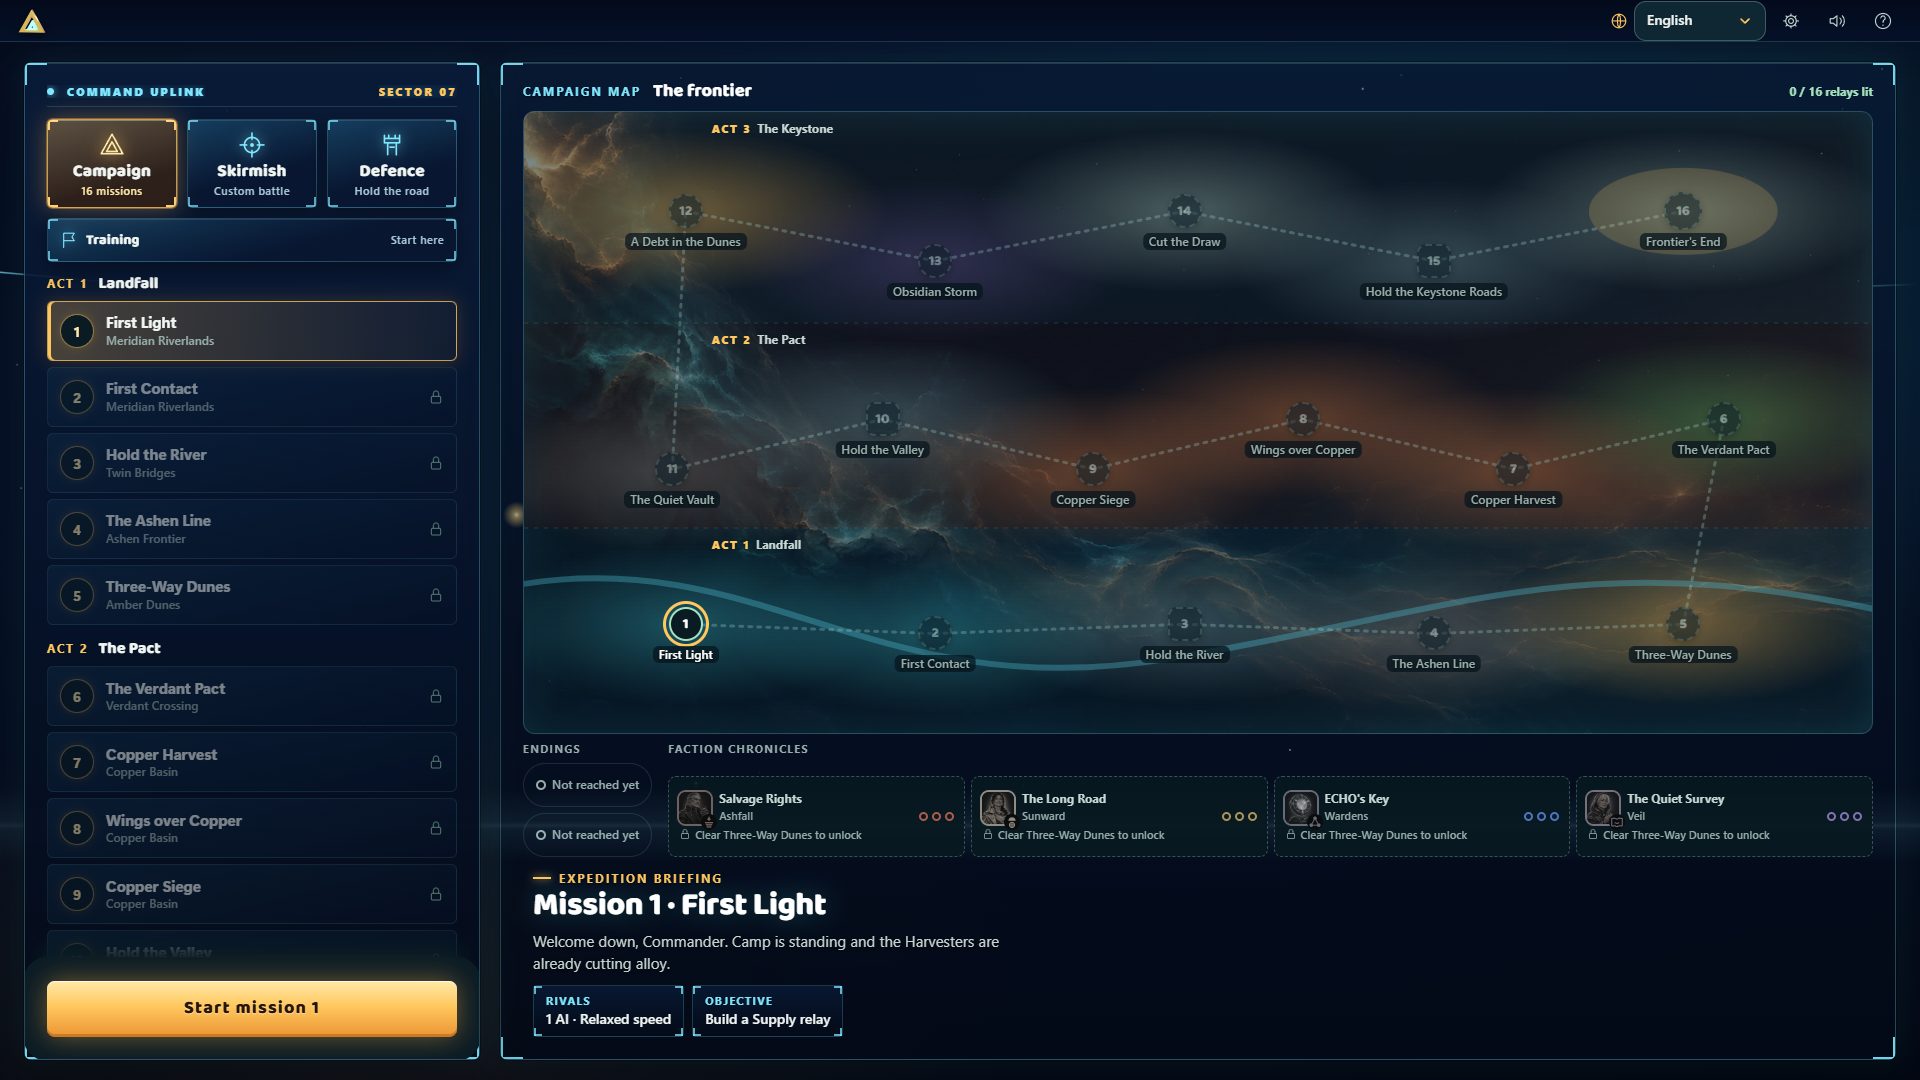 English
COMMAND UPLINK
SECTOR 07
Campaign
16 missions
Skirmish
Custom battle
Defence
Hold the road
Training
Start here
ACT 1 Landfall
1
First Light
Meridian Riverlands
2
First Contact
Meridian Riverlands
3
Hold the River
Twin Bridges
4
The Ashen Line
Ashen Frontier
5
Three-Way Dunes
Amber Dunes
ACT 2 The Pact
6
The Verdant Pact
Verdant Crossing
7
Copper Harvest
Copper Basin
8
Wings over Copper
Copper Basin
9
Copper Siege
Copper Basin
Hold the Valley
Start mission 1
CAMPAIGN MAP The frontier
0 / 16 relays lit
ACT 3 The Keystone
12
A Debt in the Dunes
13
Obsidian Storm
14
Cut the Draw
15
Hold the Keystone Roads
16
Frontier's End
ACT 2 The Pact
11
The Quiet Vault
10
Hold the Valley
9
Copper Siege
8
Wings over Copper
7
Copper Harvest
6
The Verdant Pact
ACT 1 Landfall
1
First Light
2
First Contact
3
Hold the River
4
The Ashen Line
5
Three-Way Dunes
ENDINGS
Not reached yet
Not reached yet
FACTION CHRONICLES
Salvage Rights
Ashfall
Clear Three-Way Dunes to unlock
The Long Road
Sunward
Clear Three-Way Dunes to unlock
ECHO's Key
Wardens
Clear Three-Way Dunes to unlock
The Quiet Survey
Veil
Clear Three-Way Dunes to unlock
EXPEDITION BRIEFING
Mission 1 · First Light
Welcome down, Commander. Camp is standing and the Harvesters are
already cutting alloy.
RIVALS
1 AI · Relaxed speed
OBJECTIVE
Build a Supply relay